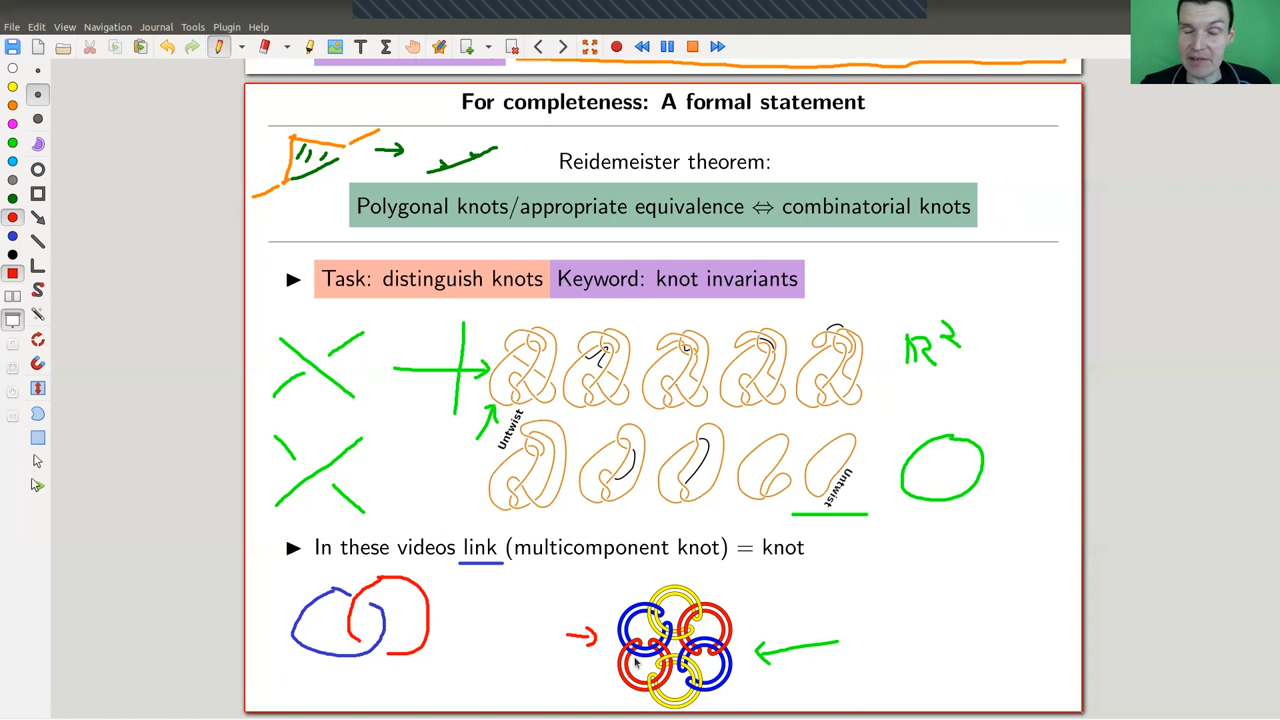 File Edit View Navigation Journal Tools Plugin Help
For completeness: A formal statement
Reidemeister theorem:
Polygonal knots/appropriate equivalence ⇔ combinatorial knots
► Task: distinguish knots Keyword: knot invariants
ℝ²
Untwist
Untwist
► In these videos link (multicomponent knot) = knot